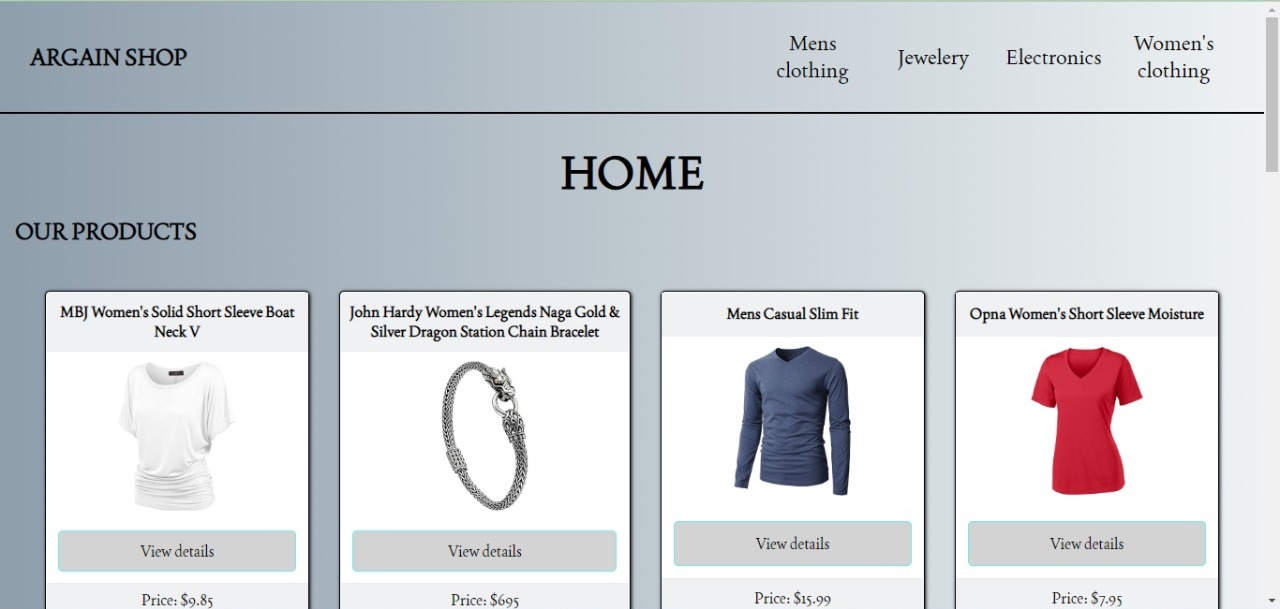 ARGAIN SHOP
Mens
clothing
Jewelery
Electronics
Women's
clothing
HOME
OUR PRODUCTS
MBJ Women's Solid Short Sleeve Boat
Neck V
John Hardy Women's Legends Naga Gold &
Silver Dragon Station Chain Bracelet
Mens Casual Slim Fit
Opna Women's Short Sleeve Moisture
View details
View details
View details
View details
Price: $9.85
Price: $695
Price: $15.99
Price: $7.95